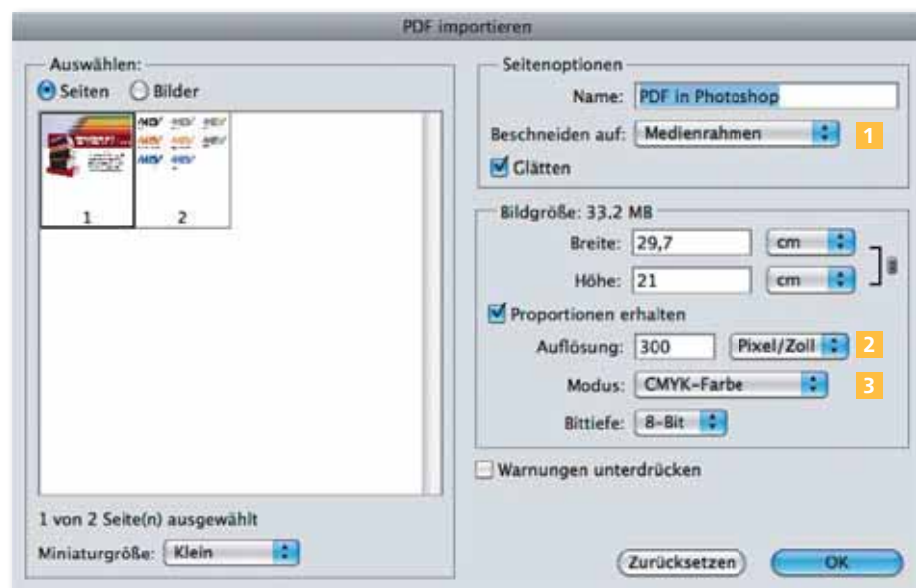 PDF importieren
Auswählen:
Seiten Bilder
1 2
1 von 2 Seite(n) ausgewählt
Miniaturgröße: Klein
Seitenoptionen
Name: PDF in Photoshop
Beschneiden auf: Medienrahmen 1
Glätten
Bildgröße: 33,2 MB
Breite: 29,7 cm
Höhe: 21 cm
Proportionen erhalten
Auflösung: 300 Pixel/Zoll 2
Modus: CMYK-Farbe 3
Bittiefe: 8-Bit
Warnungen unterdrücken
Zurücksetzen OK